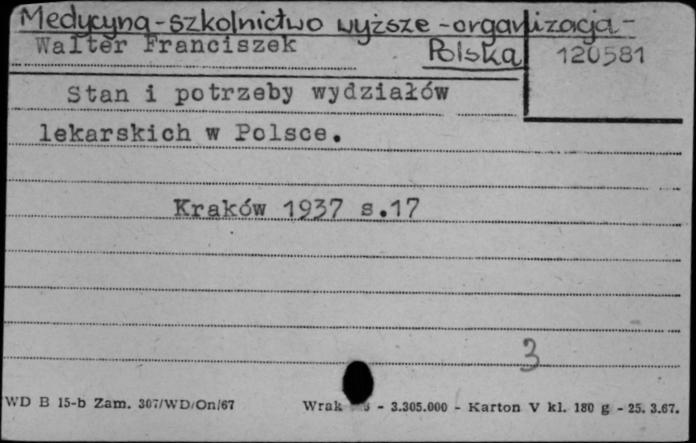 Medycyna-szkolnictwo wyższe-organizacja-
Polska
Walter Franciszek
120581
Stan i potrzeby wydziałów
lekarskich w Polsce.
Kraków 1937 s.17
3
WD B 15-b Zam. 307/WD/On/67 Wrak - 3.305.000 - Karton V kl. 180 g - 25. 3.67.